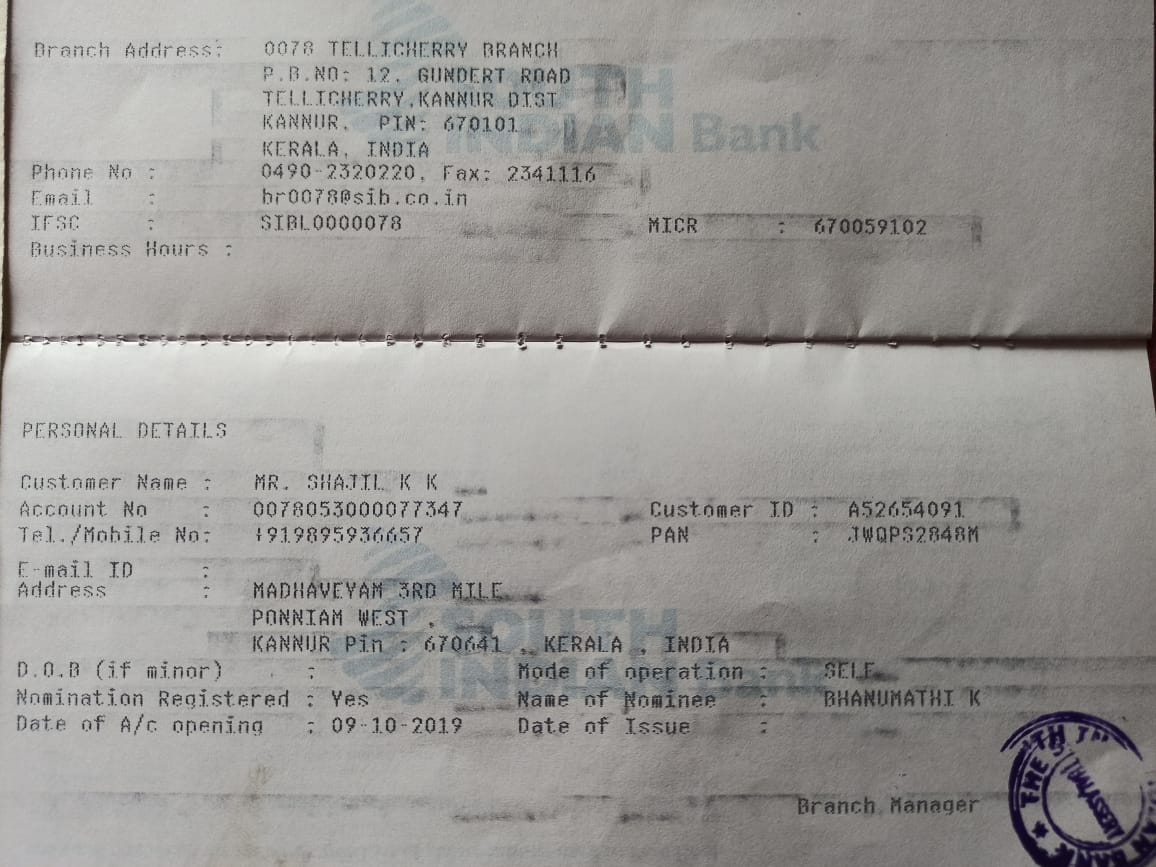 Branch Address: 0078 TELLICHERRY BRANCH
P.B.NO: 12, GUNDERT ROAD
TELLICHERRY,KANNUR DIST
KANNUR, PIN: 670101
KERALA, INDIA
SOUTH
INDIAN Bank
Phone No : 0490-2320220, Fax: 2341116
Email : br0078@sib.co.in
IFSC : SIBL0000078 MICR : 670059102
Business Hours :
PERSONAL DETAILS
Customer Name : MR. SHAJIL K K
Account No : 0078053000077347 Customer ID : A52654091
Tel./Mobile No: +919895936657 PAN : JWQPS2848M
E-mail ID :
Address : MADHAVEYAM 3RD MILE
PONNIAM WEST ,
KANNUR Pin : 670641 , KERALA , INDIA
SOUTH
INDIAN Bank
D.O.B (if minor) : Mode of operation : SELF
Nomination Registered : Yes Name of Nominee : BHANUMATHI K
Date of A/c opening : 09-10-2019 Date of Issue :
Branch Manager
THE S